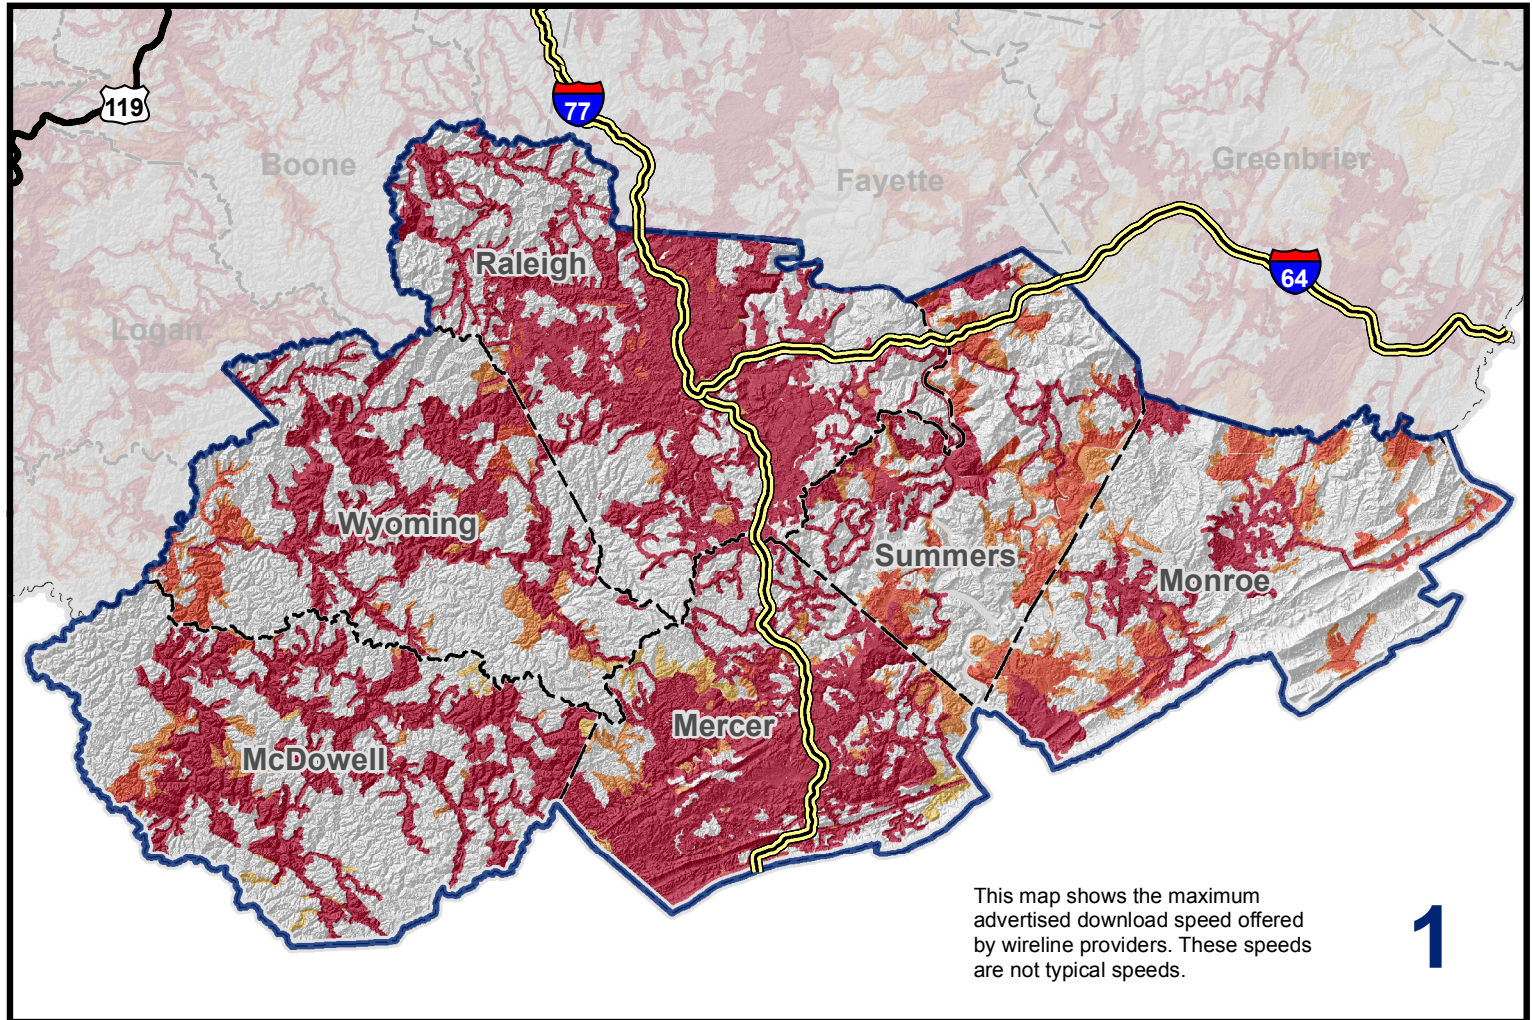 119
77
Boone
Greenbrier
Fayette
Raleigh
64
Logan
Wyoming
Summers
Monroe
Mercer
McDowell
This map shows the maximum
advertised download speed offered
by wireline providers. These speeds
are not typical speeds.
1